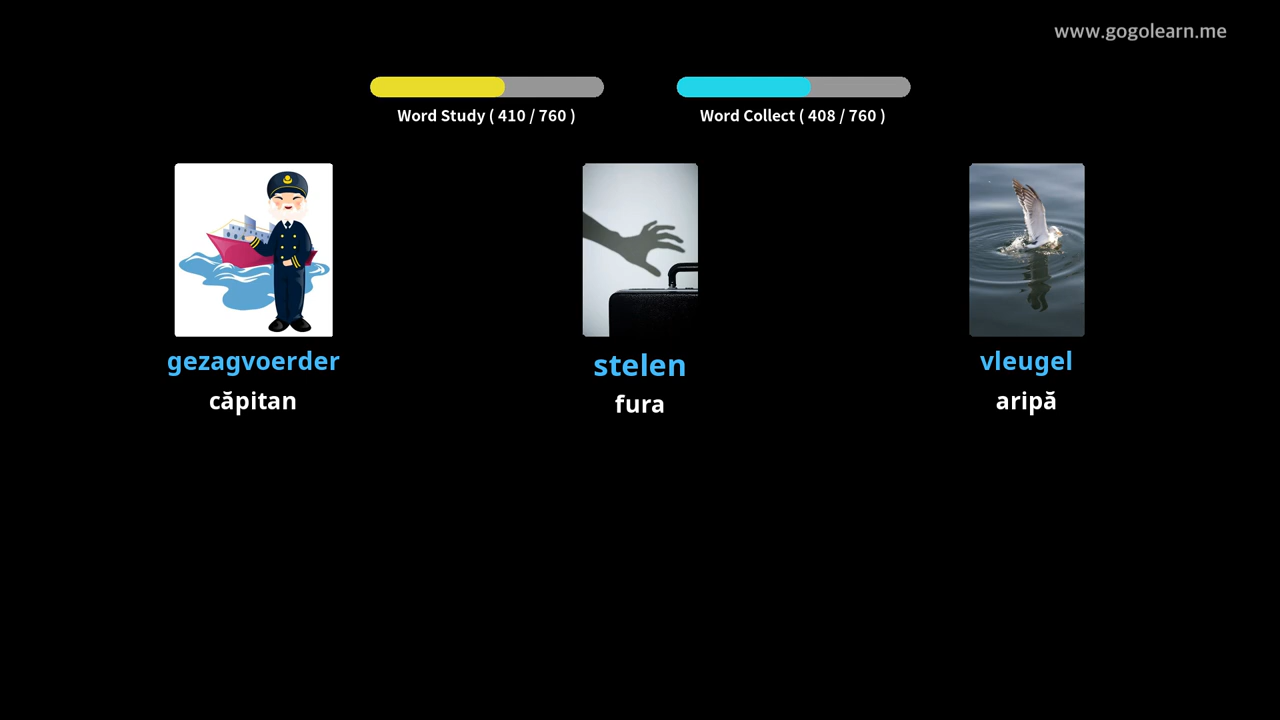 www.gogolearn.me
Word Study ( 410 / 760 )
Word Collect ( 408 / 760 )
gezagvoerder
căpitan
stelen
fura
vleugel
aripă